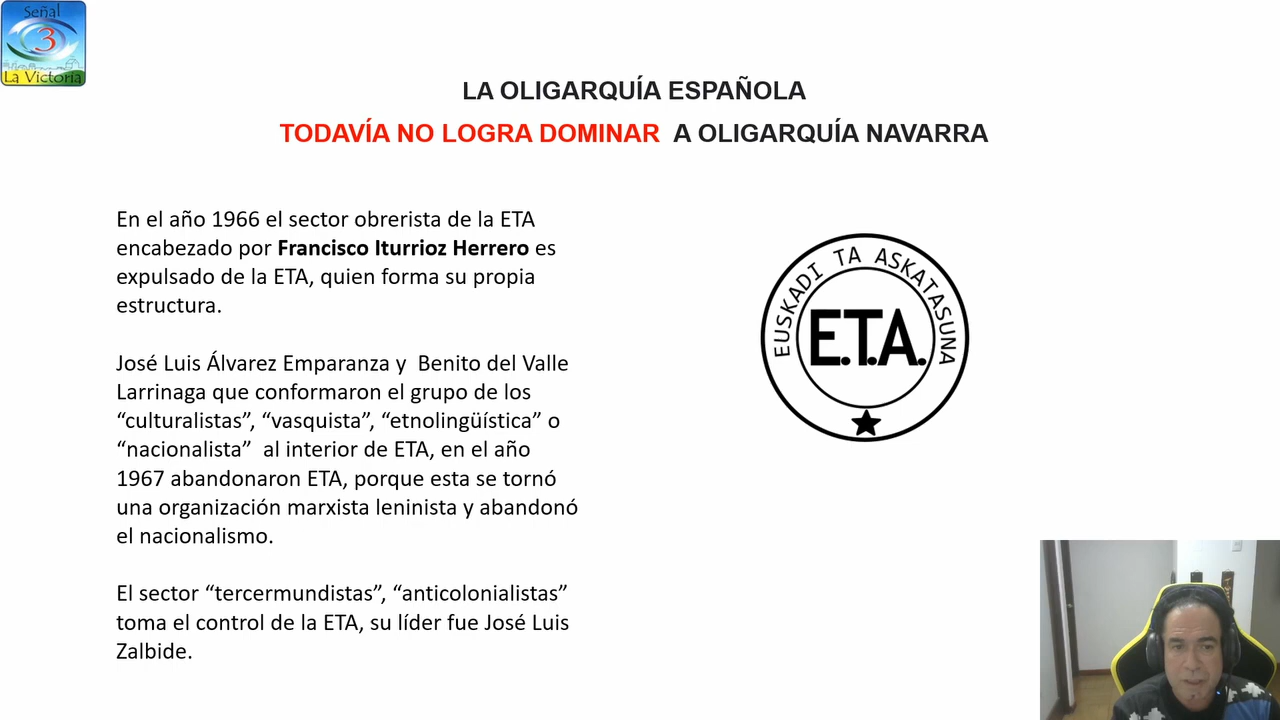 Señal
3
La Victoria
LA OLIGARQUÍA ESPAÑOLA
TODAVÍA NO LOGRA DOMINAR A OLIGARQUÍA NAVARRA
En el año 1966 el sector obrerista de la ETA
encabezado por Francisco Iturrioz Herrero es
expulsado de la ETA, quien forma su propia
estructura.
José Luis Álvarez Emparanza y Benito del Valle
Larrinaga que conformaron el grupo de los
“culturalistas”, “vasquista”, “etnolingüística” o
“nacionalista” al interior de ETA, en el año
1967 abandonaron ETA, porque esta se tornó
una organización marxista leninista y abandonó
el nacionalismo.
El sector “tercermundistas”, “anticolonialistas”
toma el control de la ETA, su líder fue José Luis
Zalbide.
EUSKADI TA ASKATASUNA
E.T.A.